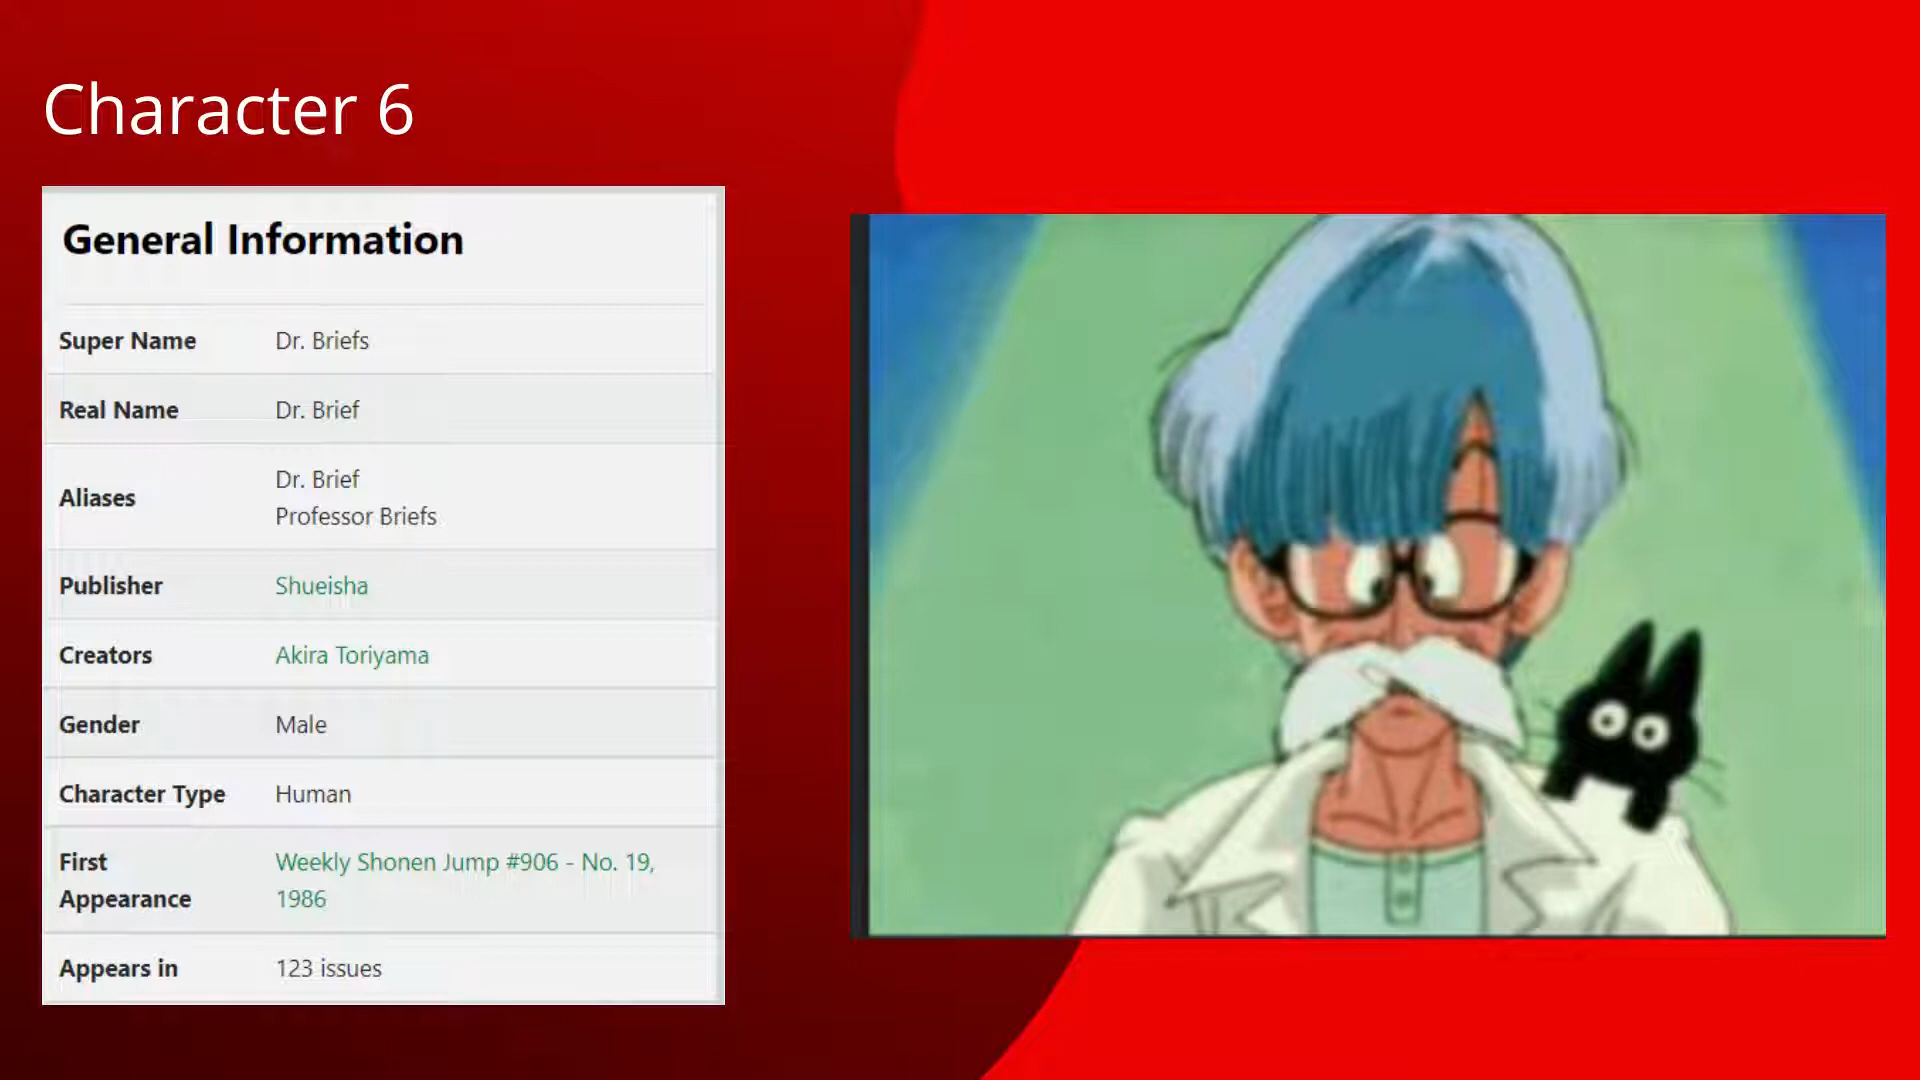 Character 6
General Information
Super Name Dr. Briefs
Real Name Dr. Brief
Aliases Dr. Brief
Professor Briefs
Publisher Shueisha
Creators Akira Toriyama
Gender Male
Character Type Human
First Appearance Weekly Shonen Jump #906 - No. 19,
1986
Appears in 123 issues